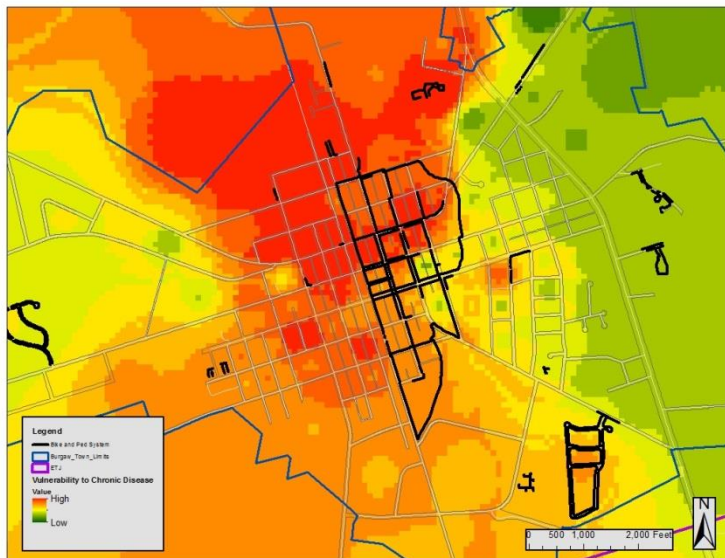 Legend
Bike and Ped System
Burgaw_Town_Limits
ETJ
Vulnerability to Chronic Disease
Value
High
Low
N
0 500 1,000 2,000 Feet